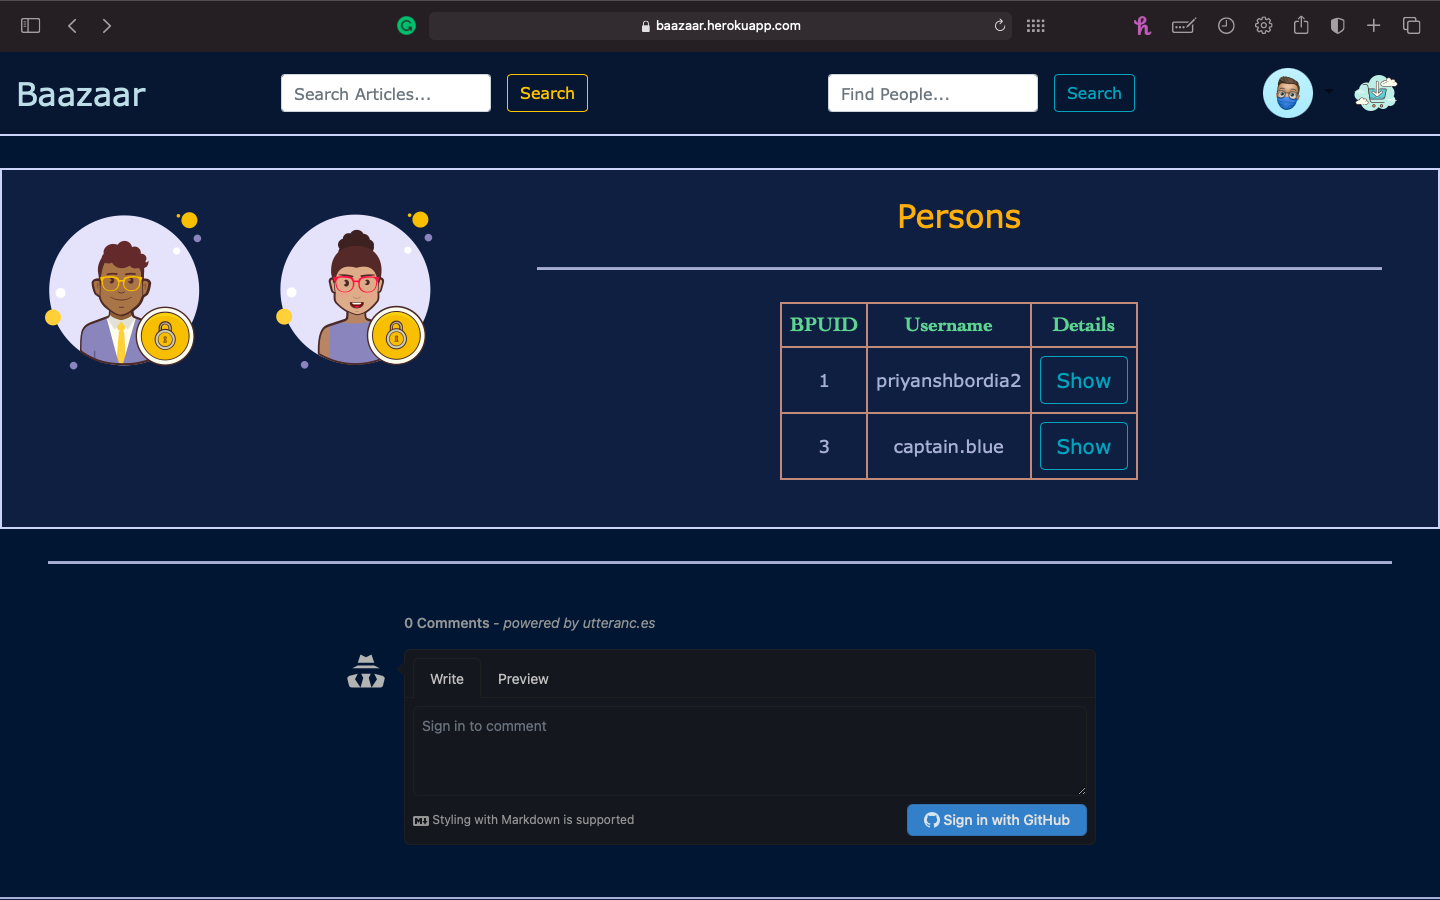 baazaar.herokuapp.com
Baazaar
Search Articles...
Search
Find People...
Search
Persons
BPUID Username Details
1 priyanshbordia2 Show
3 captain.blue Show
0 Comments - powered by utteranc.es
Write Preview
Sign in to comment
Styling with Markdown is supported
Sign in with GitHub